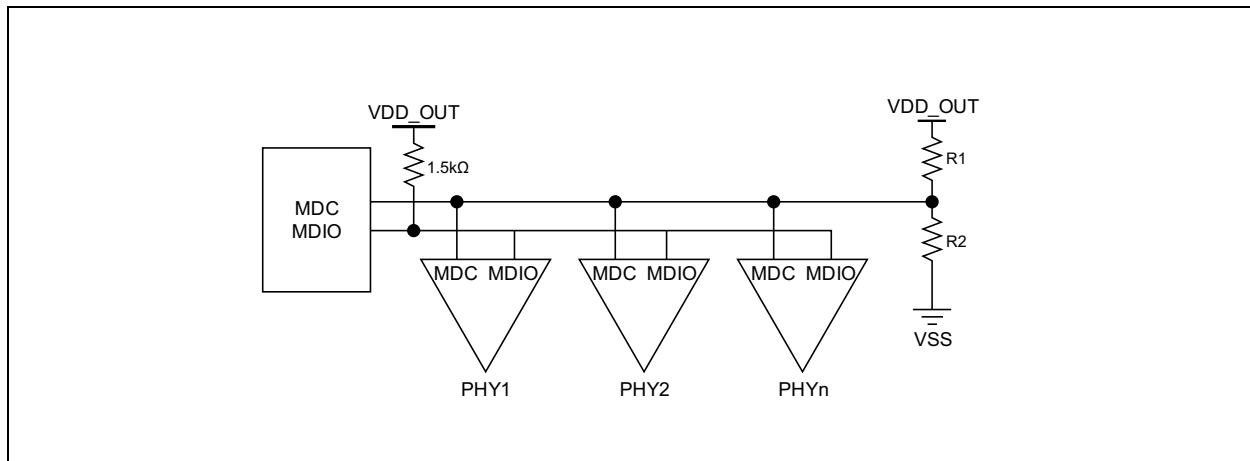 VDD_OUT
VDD_OUT
1.5kΩ
R1
MDC
MDIO
R2
MDC MDIO
MDC MDIO
MDC MDIO
VSS
PHY1
PHY2
PHYn